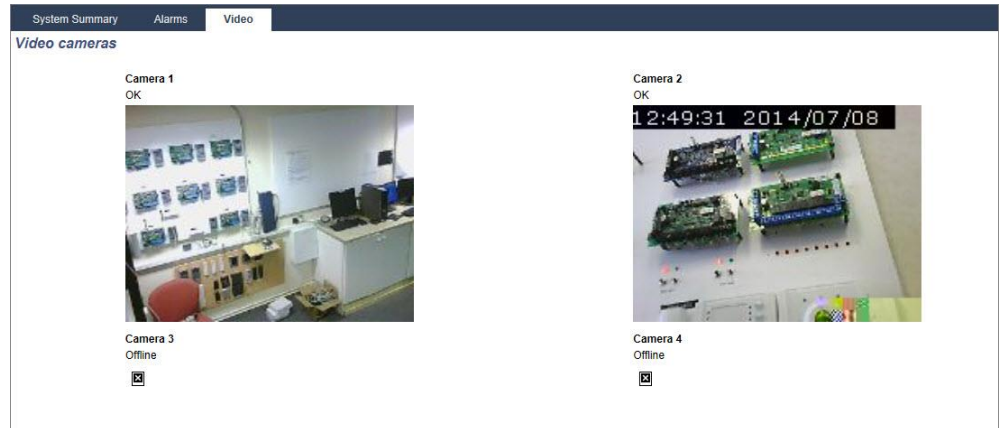 System Summary Alarms Video
Video cameras
Camera 1
OK
Camera 2
OK
12:49:31 2014/07/08
Camera 3
Offline
Camera 4
Offline